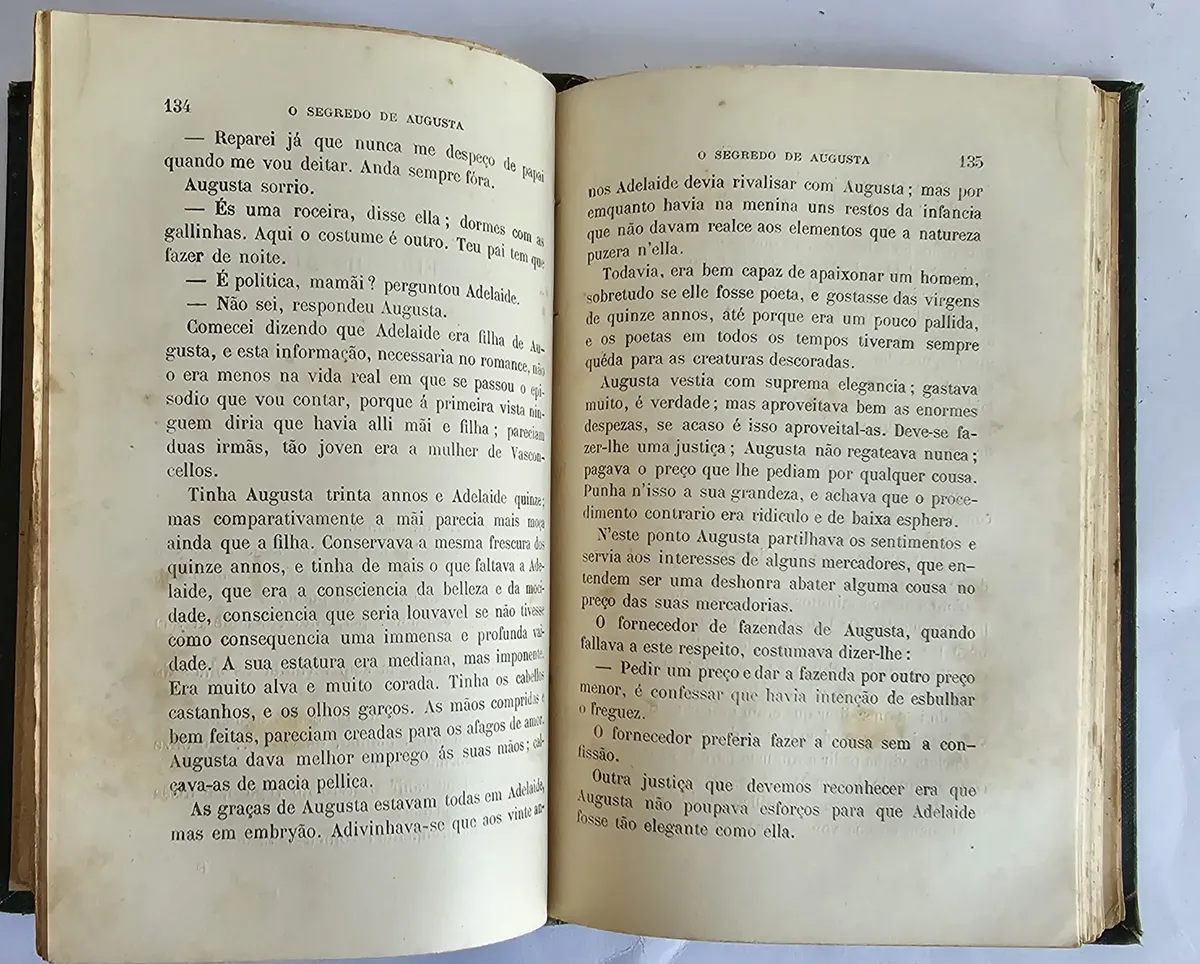 134
O SEGREDO DE AUGUSTA
— Reparei já que nunca me despeço de papai
quando me vou deitar. Anda sempre fóra.
Augusta sorrio.
— És uma roceira, disse ella; dormes com as
gallinhas. Aqui o costume é outro. Teu pai tem que
fazer de noite.
— É politica, mamãi? perguntou Adelaide.
— Não sei, respondeu Augusta.
Comecei dizendo que Adelaide era filha de Au-
gusta, e esta informação, necessaria no romance, não
o era menos na vida real em que se passou o epi-
sodio que vou contar, porque á primeira vista nin-
guem diria que havia alli mãi e filha; pareciam
duas irmãs, tão joven era a mulher de Vascon-
cellos.
Tinha Augusta trinta annos e Adelaide quinze;
mas comparativamente a mãi parecia mais moça
ainda que a filha. Conservava a mesma frescura dos
quinze annos, e tinha de mais o que faltava a Ade-
laide, que era a consciencia da belleza e da moci-
dade, consciencia que seria louvavel se não tivesse
como consequencia uma immensa e profunda vai-
dade. A sua estatura era mediana, mas imponente.
Era muito alva e muito corada. Tinha os cabellos
castanhos, e os olhos garços. As mãos compridas e
bem feitas, pareciam creadas para os afagos de amor.
Augusta dava melhor emprego ás suas mãos; cal-
çava-as de macia pellica.
As graças de Augusta estavam todas em Adelaide,
mas em embryão. Adivinhava-se que aos vinte an-
O SEGREDO DE AUGUSTA
135
nos Adelaide devia rivalisar com Augusta; mas por
emquanto havia na menina uns restos da infancia
que não davam realce aos elementos que a natureza
puzera n'ella.
Todavia, era bem capaz de apaixonar um homem,
sobretudo se elle fosse poeta, e gostasse das virgens
de quinze annos, até porque era um pouco pallida,
e os poetas em todos os tempos tiveram sempre
quéda para as creaturas descoradas.
Augusta vestia com suprema elegancia; gastava
muito, é verdade; mas aproveitava bem as enormes
despezas, se acaso é isso aproveital-as. Deve-se fa-
zer-lhe uma justiça; Augusta não regateava nunca;
pagava o preço que lhe pediam por qualquer cousa.
Punha n'isso a sua grandeza, e achava que o proce-
dimento contrario era ridiculo e de baixa esphera.
N'este ponto Augusta partilhava os sentimentos e
servia aos interesses de alguns mercadores, que en-
tendem ser uma deshonra abater alguma cousa no
preço das suas mercadorias.
O fornecedor de fazendas de Augusta, quando
fallava a este respeito, costumava dizer-lhe:
— Pedir um preço e dar a fazenda por outro preço
menor, é confessar que havia intenção de esbulhar
o freguez.
O fornecedor preferia fazer a cousa sem a con-
fissão.
Outra justiça que devemos reconhecer era que
Augusta não poupava esforços para que Adelaide
fosse tão elegante como ella.